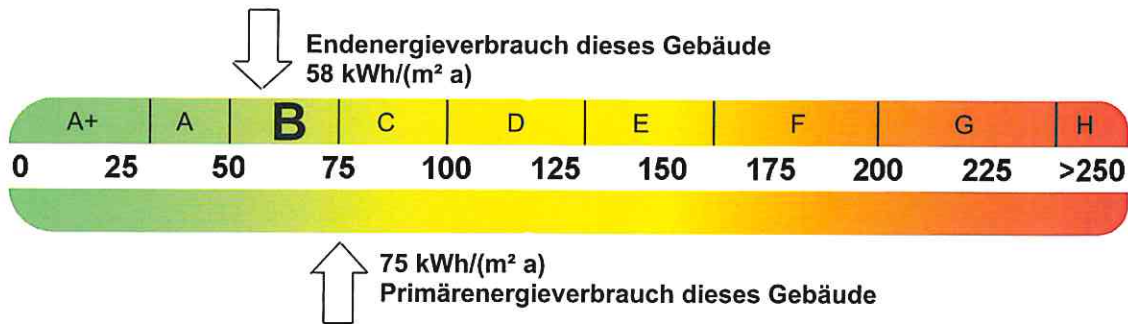 Endenergieverbrauch dieses Gebäude
58 kWh/(m² a)
A+ A B C D E F G H
0 25 50 75 100 125 150 175 200 225 >250
75 kWh/(m² a)
Primärenergieverbrauch dieses Gebäude